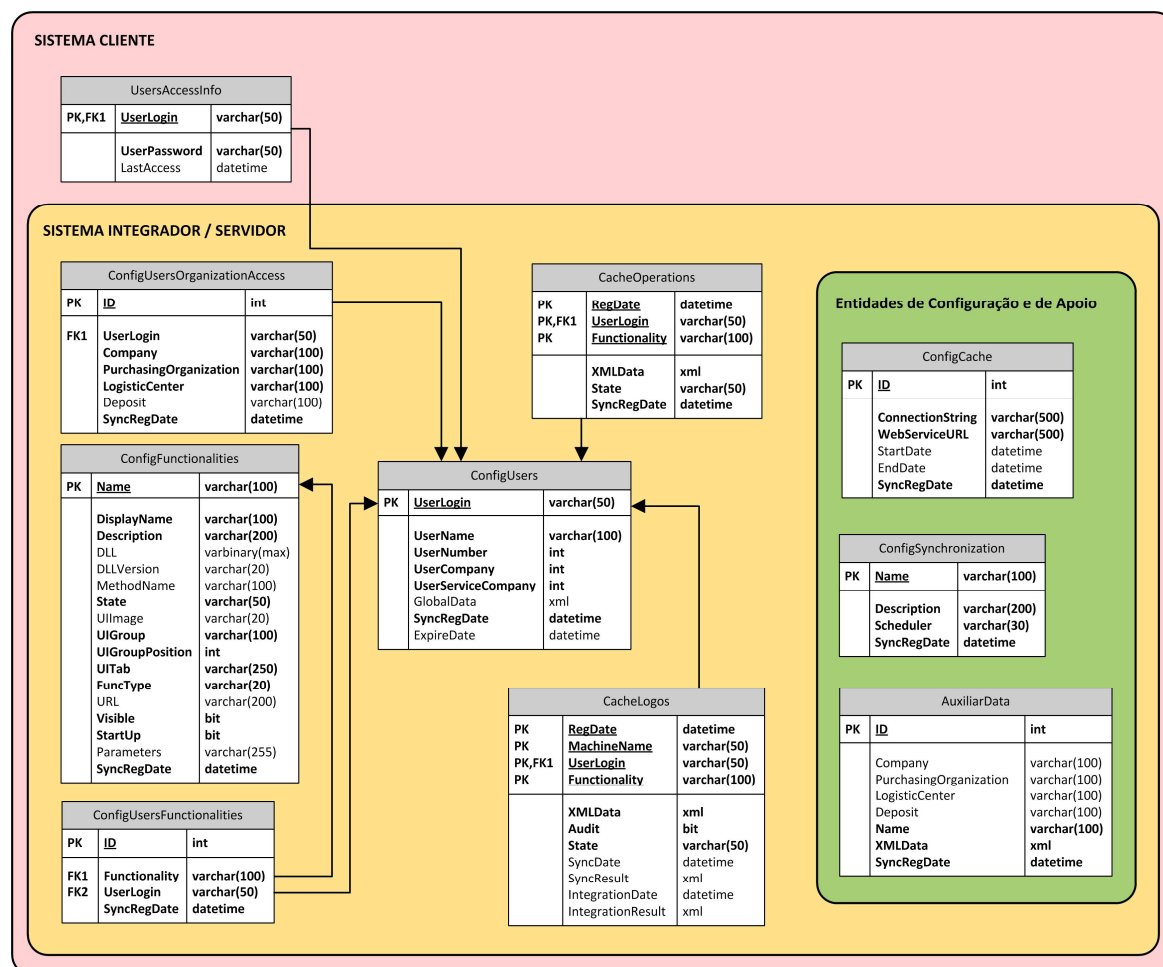 SISTEMA CLIENTE
UsersAccessInfo
PK,FK1 UserLogin varchar(50)
UserPassword varchar(50)
LastAccess datetime
SISTEMA INTEGRADOR / SERVIDOR
ConfigUsersOrganizationAccess
PK ID int
FK1 UserLogin varchar(50)
Company varchar(100)
PurchasingOrganization varchar(100)
LogisticCenter varchar(100)
Deposit varchar(100)
SyncRegDate datetime
CacheOperations
PK RegDate datetime
PK,FK1 UserLogin varchar(50)
PK Functionality varchar(100)
XMLData xml
State varchar(50)
SyncRegDate datetime
Entidades de Configuração e de Apoio
ConfigCache
PK ID int
ConnectionString varchar(500)
WebServiceURL varchar(500)
StartDate datetime
EndDate datetime
SyncRegDate datetime
ConfigFunctionalities
PK Name varchar(100)
DisplayName varchar(100)
Description varchar(200)
DLL varbinary(max)
DLLVersion varchar(20)
MethodName varchar(100)
State varchar(50)
UIImage varchar(20)
UIGroup varchar(100)
UIGroupPosition int
UITab varchar(250)
FuncType varchar(20)
URL varchar(200)
Visible bit
StartUp bit
Parameters varchar(255)
SyncRegDate datetime
ConfigUsers
PK UserLogin varchar(50)
UserName varchar(100)
UserNumber int
UserCompany int
UserServiceCompany int
GlobalData xml
SyncRegDate datetime
ExpireDate datetime
ConfigSynchronization
PK Name varchar(100)
Description varchar(200)
Scheduler varchar(30)
SyncRegDate datetime
CacheLogos
PK RegDate datetime
PK MachineName varchar(50)
PK,FK1 UserLogin varchar(50)
PK Functionality varchar(100)
XMLData xml
Audit bit
State varchar(50)
SyncDate datetime
SyncResult xml
IntegrationDate datetime
IntegrationResult xml
AuxiliarData
PK ID int
Company varchar(100)
PurchasingOrganization varchar(100)
LogisticCenter varchar(100)
Deposit varchar(100)
Name varchar(100)
XMLData xml
SyncRegDate datetime
ConfigUsersFunctionalities
PK ID int
FK1 Functionality varchar(100)
FK2 UserLogin varchar(50)
SyncRegDate datetime